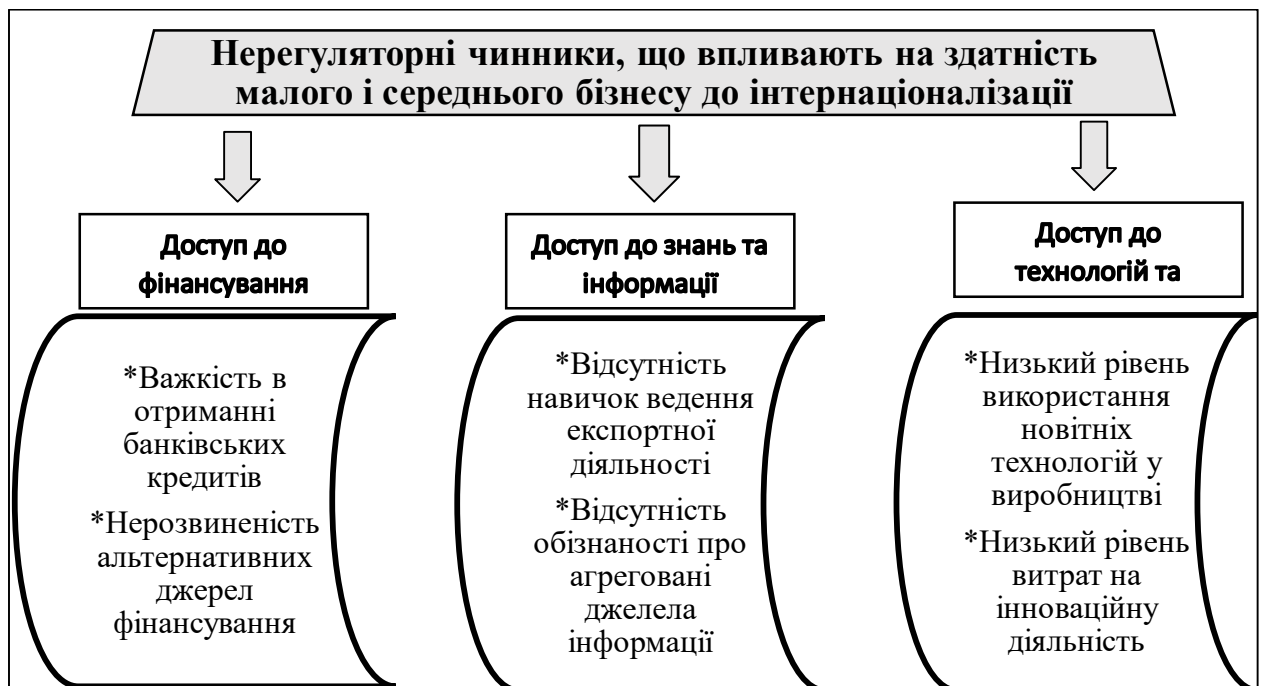 Нерегуляторні чинники, що впливають на здатність
малого і середнього бізнесу до інтернаціоналізації
Доступ до
фінансування
*Важкість в
отриманні
банківських
кредитів
*Нерозвиненість
альтернативних
джерел
фінансування
Доступ до знань та
інформації
*Відсутність
навичок ведення
експортної
діяльності
*Відсутність
обізнаності про
агреговані
джелела
інформації
Доступ до
технологій та
*Низький рівень
використання
новітніх
технологій у
виробництві
*Низький рівень
витрат на
інноваційну
діяльність